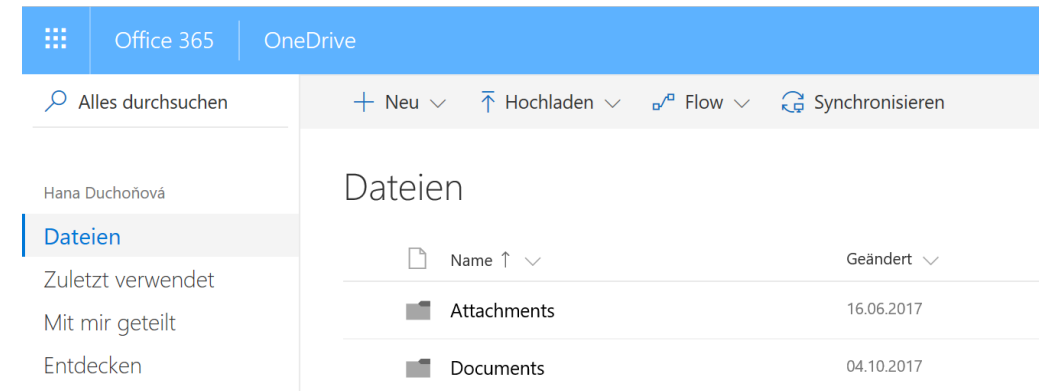 Office 365 OneDrive
Alles durchsuchen
Neu Hochladen Flow Synchronisieren
Hana Duchoňová
Dateien
Zuletzt verwendet
Mit mir geteilt
Entdecken
Dateien
Name Geändert
Attachments 16.06.2017
Documents 04.10.2017